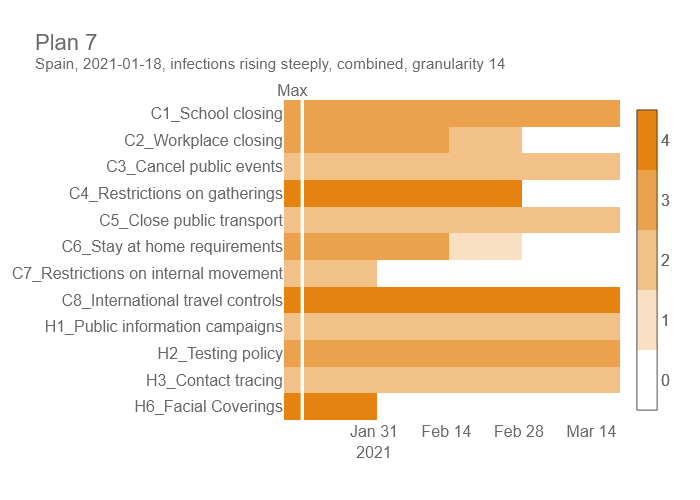 Plan 7
Spain, 2021-01-18, infections rising steeply, combined, granularity 14
Max
C1_School closing
C2_Workplace closing
C3_Cancel public events
C4_Restrictions on gatherings
C5_Close public transport
C6_Stay at home requirements
C7_Restrictions on internal movement
C8_International travel controls
H1_Public information campaigns
H2_Testing policy
H3_Contact tracing
H6_Facial Coverings
Jan 31 Feb 14 Feb 28 Mar 14
2021
4
3
2
1
0